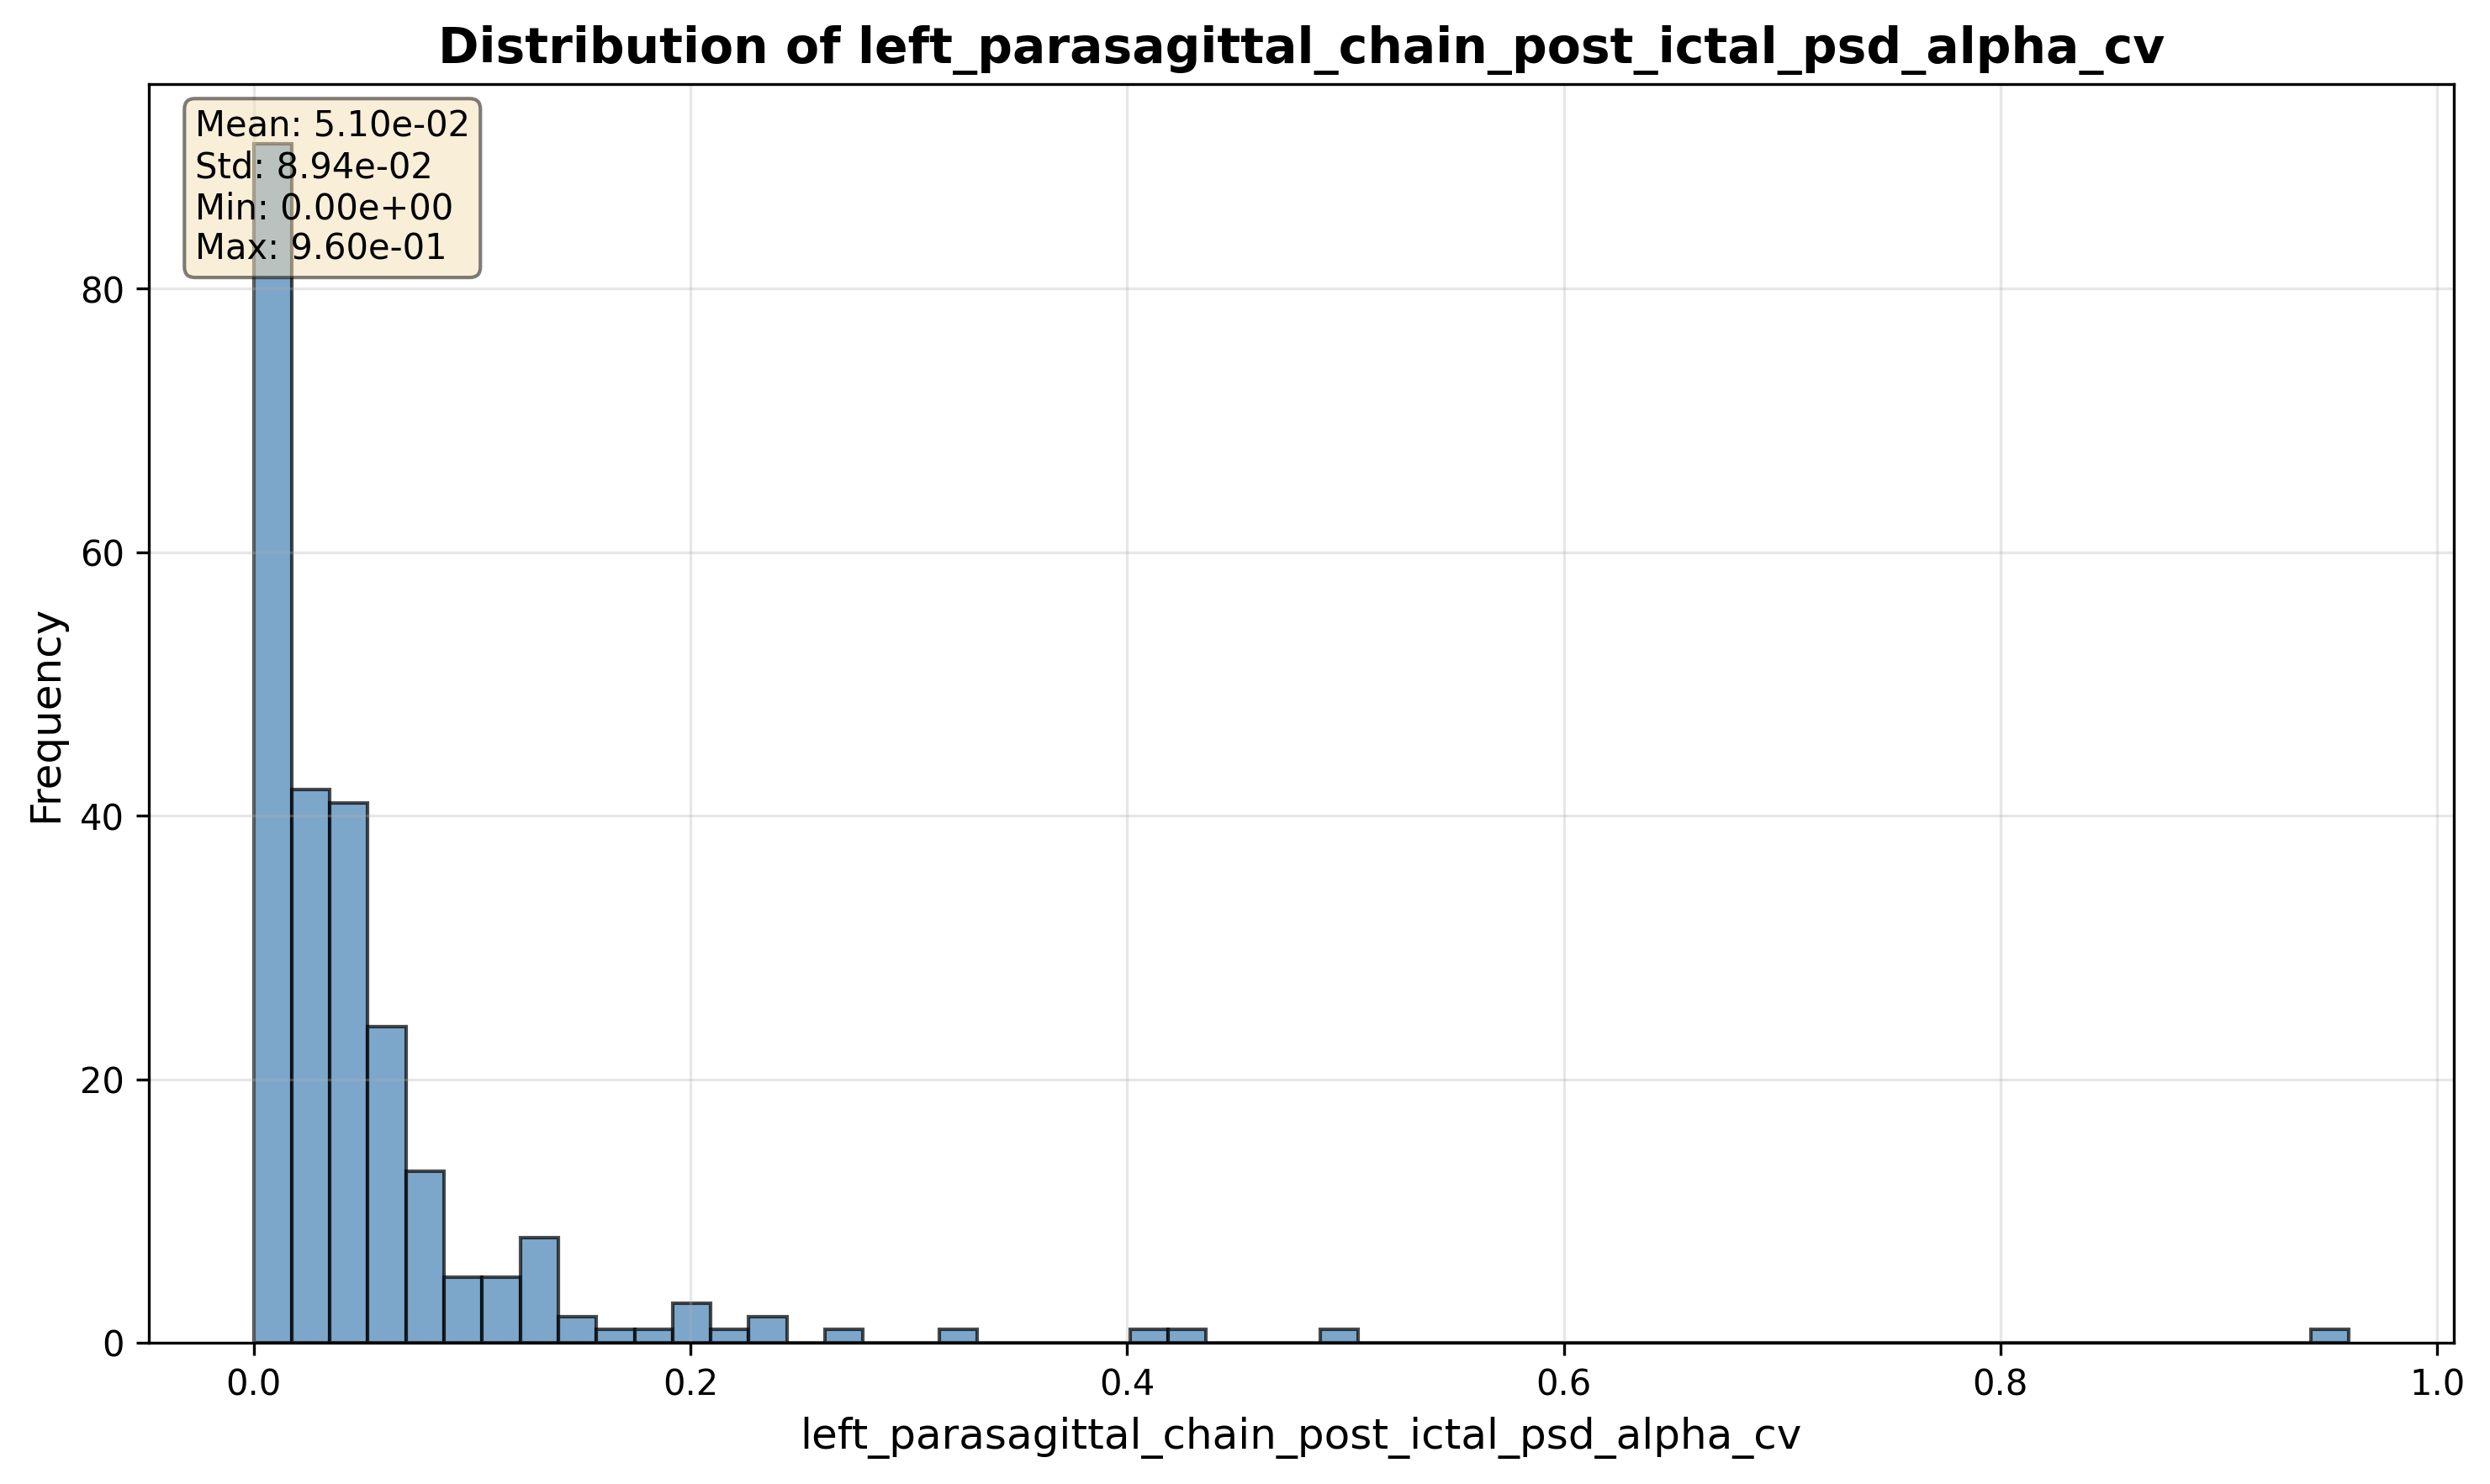 Distribution of left_parasagittal_chain_post_ictal_psd_alpha_cv
Mean: 5.10e-02
Std: 8.94e-02
Min: 0.00e+00
Max: 9.60e-01
80
60
40
20
0
Frequency
0.0 0.2 0.4 0.6 0.8 1.0
left_parasagittal_chain_post_ictal_psd_alpha_cv